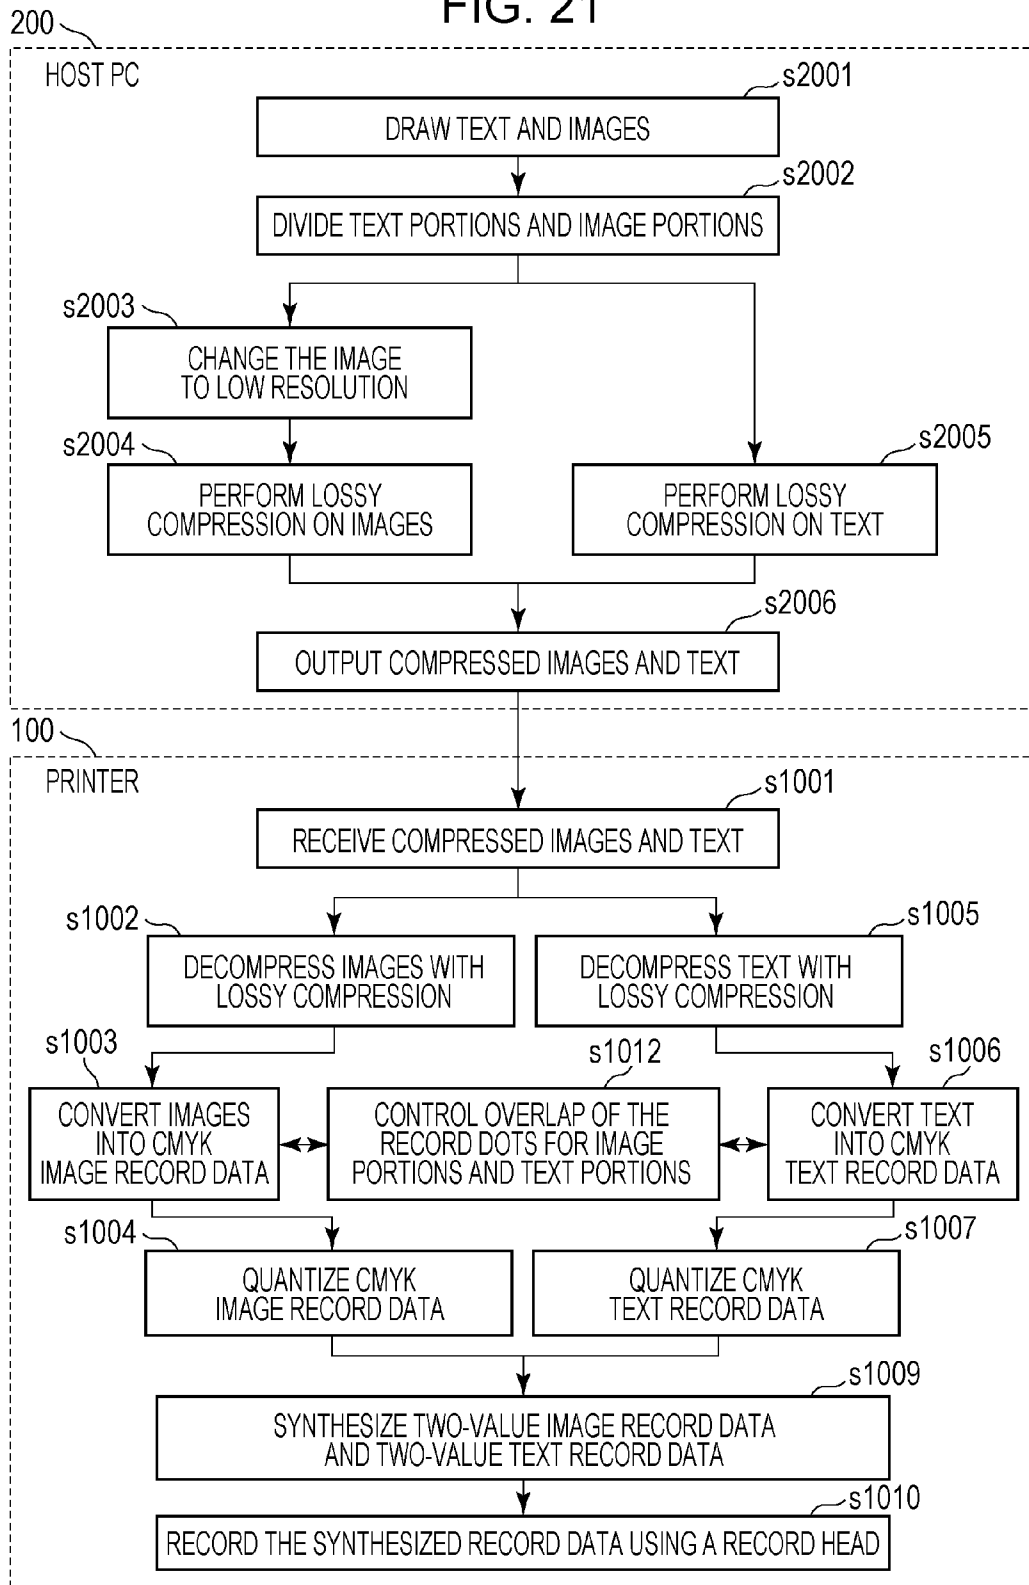 FIG. 21
200
HOST PC
s2001
DRAW TEXT AND IMAGES
s2002
DIVIDE TEXT PORTIONS AND IMAGE PORTIONS
s2003
CHANGE THE IMAGE
TO LOW RESOLUTION
s2004
PERFORM LOSSY
COMPRESSION ON IMAGES
s2005
PERFORM LOSSY
COMPRESSION ON TEXT
s2006
OUTPUT COMPRESSED IMAGES AND TEXT
100
PRINTER
s1001
RECEIVE COMPRESSED IMAGES AND TEXT
s1002
DECOMPRESS IMAGES WITH
LOSSY COMPRESSION
s1005
DECOMPRESS TEXT WITH
LOSSY COMPRESSION
s1003
CONVERT IMAGES
INTO CMYK
IMAGE RECORD DATA
s1012
CONTROL OVERLAP OF THE
RECORD DOTS FOR IMAGE
PORTIONS AND TEXT PORTIONS
s1006
CONVERT TEXT
INTO CMYK
TEXT RECORD DATA
s1004
QUANTIZE CMYK
IMAGE RECORD DATA
s1007
QUANTIZE CMYK
TEXT RECORD DATA
s1009
SYNTHESIZE TWO-VALUE IMAGE RECORD DATA
AND TWO-VALUE TEXT RECORD DATA
s1010
RECORD THE SYNTHESIZED RECORD DATA USING A RECORD HEAD